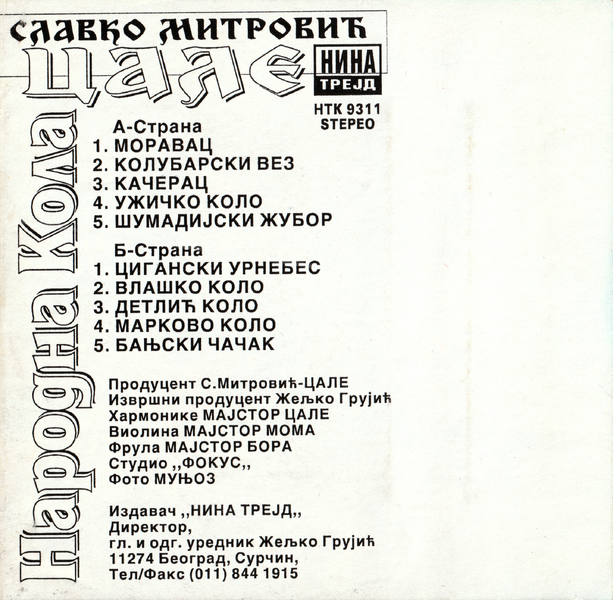 СЛАВКО МИТРОВИЋ
ЦАЛЕ
НИНА
ТРЕЈД
НТК 9311
STEPEO
Народна Кола
А-Страна
1. МОРАВАЦ
2. КОЛУБАРСКИ ВЕЗ
3. КАЧЕРАЦ
4. УЖИЧКО КОЛО
5. ШУМАДИЈСКИ ЖУБОР
Б-Страна
1. ЦИГАНСКИ УРНЕБЕС
2. ВЛАШКО КОЛО
3. ДЕТЛИЋ КОЛО
4. МАРКОВО КОЛО
5. БАЊСКИ ЧАЧАК
Продуцент С.Митровић-ЦАЛЕ
Извршни продуцент Жељко Грујић
Хармонике МАЈСТОР ЦАЛЕ
Виолина МАЈСТОР МОМА
Фрула МАЈСТОР БОРА
Студио ,,ФОКУС,,
Фото МУЊОЗ
Издавач ,,НИНА ТРЕЈД,,
Директор,
гл. и одг. уредник Жељко Грујић
11274 Београд, Сурчин,
Тел/Факс (011) 844 1915